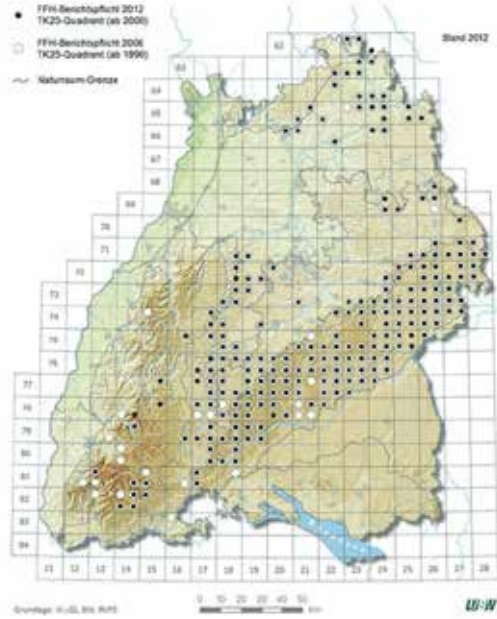 FFH-Berichtspflicht 2012
TK25-Quadrant (ab 2000)
FFH-Berichtspflicht 2006
TK25-Quadrant (ab 1990)
Naturraum-Grenze
Stand 2012
62
63
64
65
66
67
68
69
70
71
72
73
74
75
76
77
78
79
80
81
82
83
84
11 12 13 14 15 16 17 18 19 20 21 22 23 24 25 26 27 28
0 10 20 30 40 50
km
LUBW